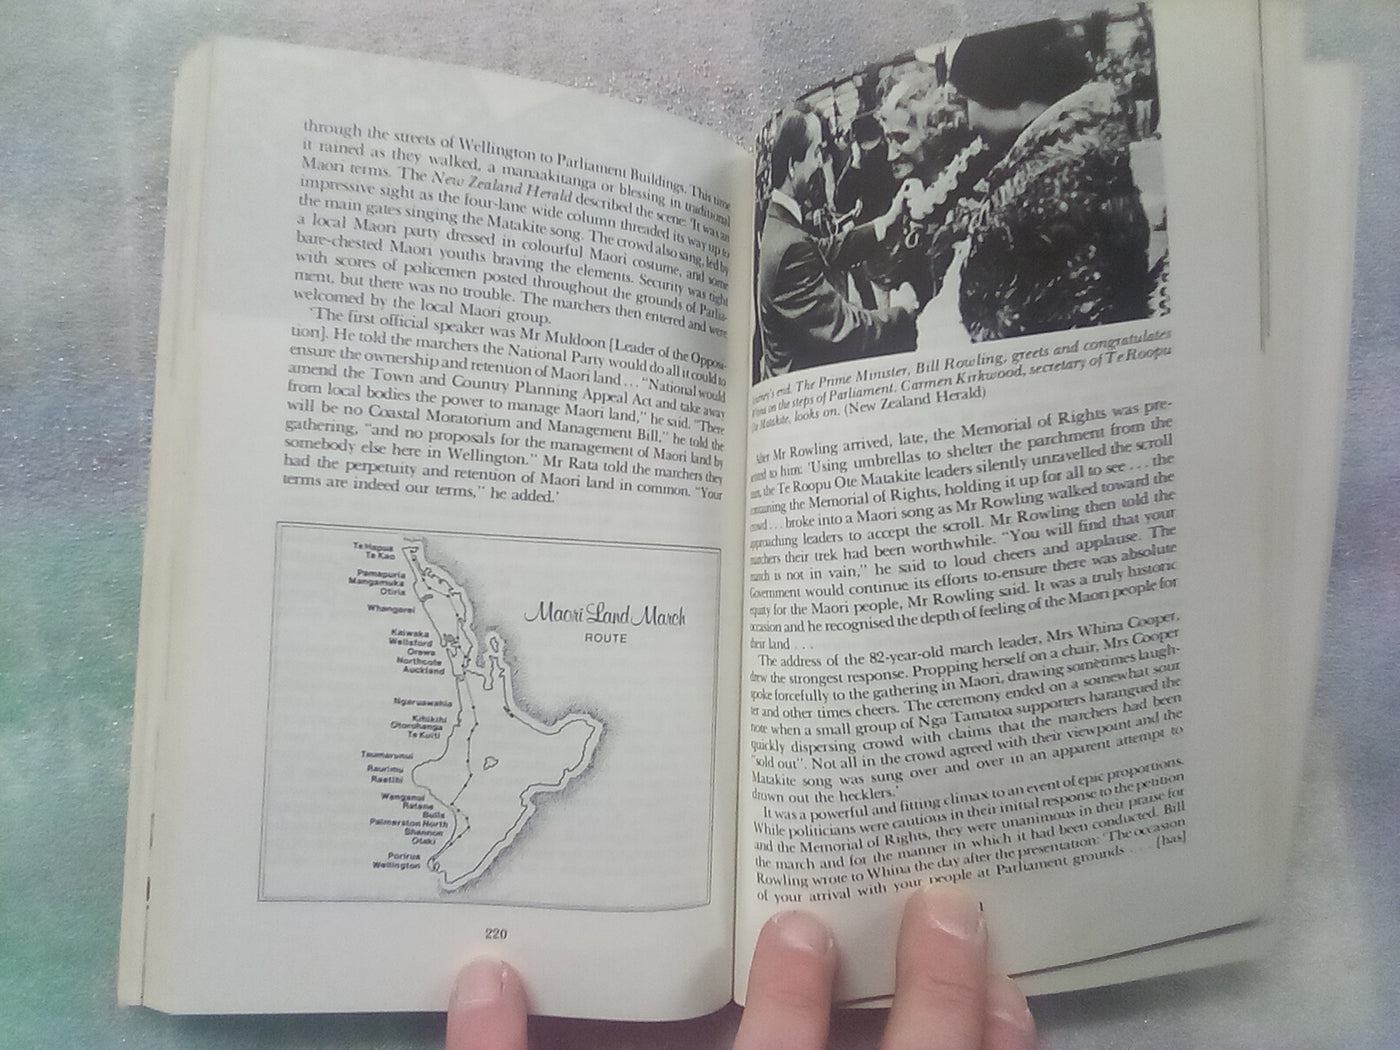 through the streets of Wellington to Parliament Buildings. This time
it rained as they walked, a manaakitanga or blessing in traditional
Maori terms. The New Zealand Herald described the scene: 'It was an
impressive sight as the four-lane wide column threaded its way up to
the main gates singing the Matakite song. The crowd also sang, led by
a local Maori party dressed in colourful Maori costume, and some
bare-chested Maori youths braving the elements. Security was tight
with scores of policemen posted throughout the grounds of Parlia-
ment, but there was no trouble. The marchers then entered and were
welcomed by the local Maori group.
'The first official speaker was Mr Muldoon [Leader of the Opposi-
tion]. He told the marchers the National Party would do all it could to
ensure the ownership and retention of Maori land ... "National would
amend the Town and Country Planning Appeal Act and take away
from local bodies the power to manage Maori land," he said. "There
will be no Coastal Moratorium and Management Bill," he told the
gathering, "and no proposals for the management of Maori land by
somebody else here in Wellington." Mr Rata told the marchers they
had the perpetuity and retention of Maori land in common. "Your
terms are indeed our terms," he added.'
Maori Land March
ROUTE
Te Hapua
Te Kao
Pamapuria
Mangamuka
Otiria
Whangarei
Kaiwaka
Wellsford
Orewa
Northcote
Auckland
Ngaruawahia
Kihikihi
Otorohanga
Te Kuiti
Taumarunui
Raurimu
Raetihi
Wanganui
Ratana
Bulls
Palmerston North
Shannon
Otaki
Porirua
Wellington
220
end. The Prime Minister, Bill Rowling, greets and congratulates
on the steps of Parliament. Carmen Kirkwood, secretary of Te Roopu
Matakite, looks on. (New Zealand Herald)
After Mr Rowling arrived, late, the Memorial of Rights was pre-
to him: 'Using umbrellas to shelter the parchment from the
the Te Roopu Ote Matakite leaders silently unravelled the scroll
containing the Memorial of Rights, holding it up for all to see ... the
crowd ... broke into a Maori song as Mr Rowling walked toward the
approaching leaders to accept the scroll. Mr Rowling then told the
marchers their trek had been worthwhile. "You will find that your
march is not in vain," he said to loud cheers and applause. The
Government would continue its efforts to ensure there was absolute
equity for the Maori people, Mr Rowling said. It was a truly historic
occasion and he recognised the depth of feeling of the Maori people for
their land . . .
'The address of the 82-year-old march leader, Mrs Whina Cooper,
drew the strongest response. Propping herself on a chair, Mrs Cooper
spoke forcefully to the gathering in Maori, drawing sometimes laugh-
ter and other times cheers. The ceremony ended on a somewhat sour
note when a small group of Nga Tamatoa supporters harangued the
quickly dispersing crowd with claims that the marchers had been
"sold out". Not all in the crowd agreed with their viewpoint and the
Matakite song was sung over and over in an apparent attempt to
drown out the hecklers.'
It was a powerful and fitting climax to an event of epic proportions.
While politicians were cautious in their initial response to the petition
and the Memorial of Rights, they were unanimous in their praise for
the march and for the manner in which it had been conducted. Bill
Rowling wrote to Whina the day after the presentation: 'The occasion
of your arrival with your people at Parliament grounds . . . [has]